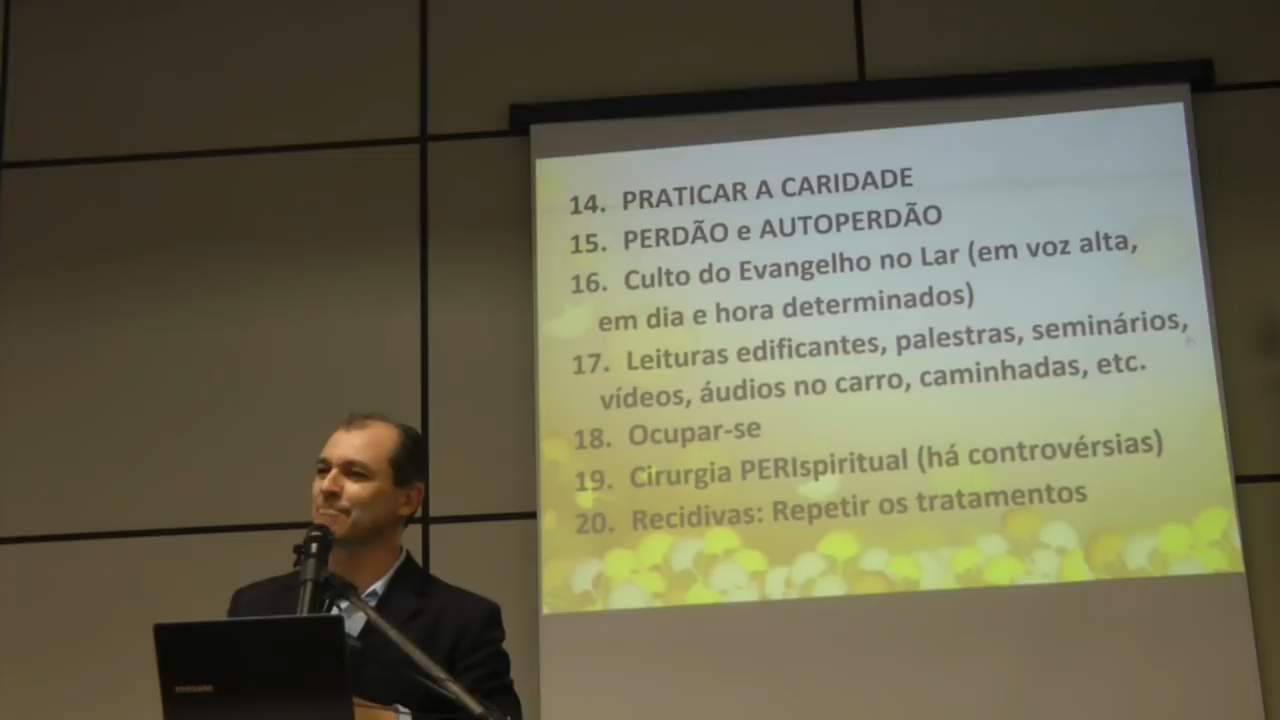 14. PRATICAR A CARIDADE
15. PERDÃO e AUTOPERDÃO
16. Culto do Evangelho no Lar (em voz alta,
em dia e hora determinados)
17. Leituras edificantes, palestras, seminários,
vídeos, áudios no carro, caminhadas, etc.
18. Ocupar-se
19. Cirurgia PERIspiritual (há controvérsias)
20. Recidivas: Repetir os tratamentos
SAMSUNG